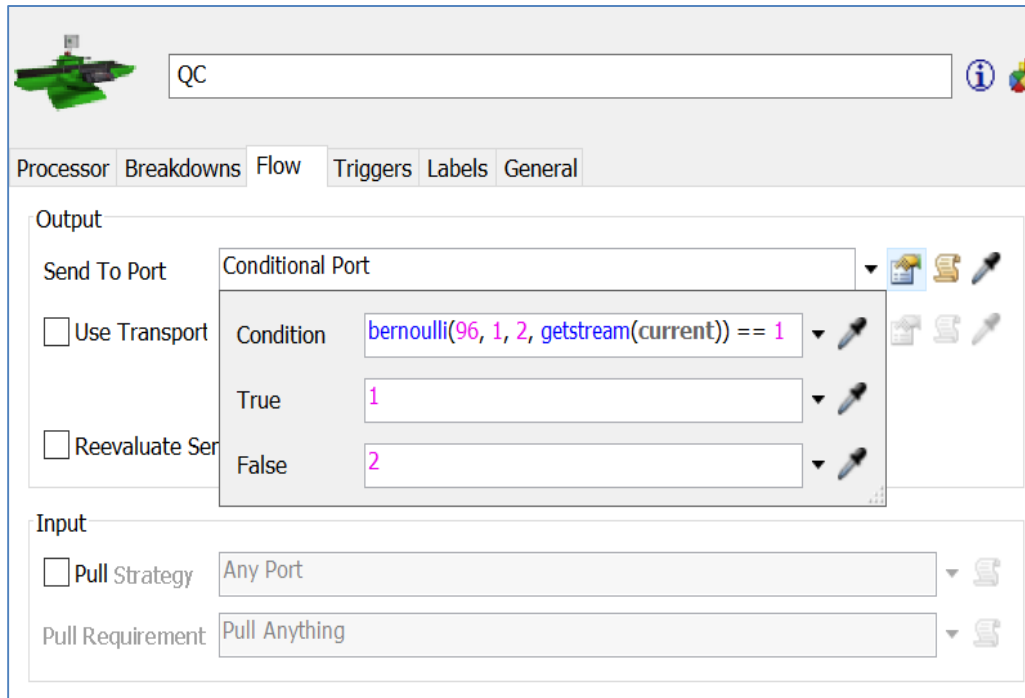 QC
Processor Breakdowns Flow Triggers Labels General
Output
Send To Port Conditional Port
Use Transport
Condition bernoulli(96, 1, 2, getstream(current)) == 1
True 1
Reevaluate Ser
False 2
Input
Pull Strategy Any Port
Pull Requirement Pull Anything